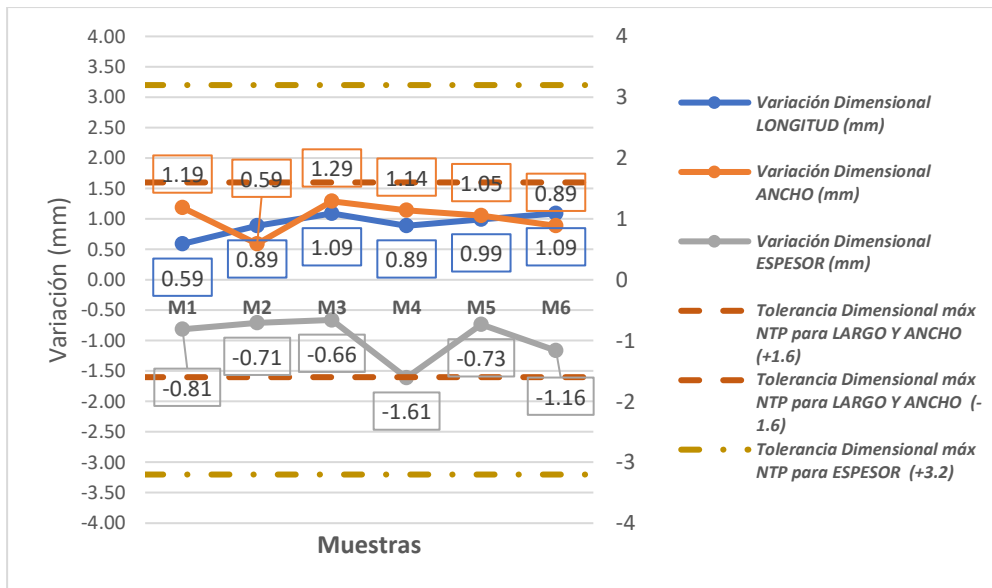 4.00
3.50
3.00
2.50
2.00
1.50
1.00
0.50
0.00
-0.50
-1.00
-1.50
-2.00
-2.50
-3.00
-3.50
-4.00
Variación (mm)
1.19
0.59
1.29
1.14
1.05
0.89
0.59
0.89
1.09
0.89
0.99
1.09
M1
M2
M3
M4
M5
M6
-0.81
-0.71
-0.66
-1.61
-0.73
-1.16
Muestras
4
3
2
1
0
-1
-2
-3
-4
Variación Dimensional
LONGITUD (mm)
Variación Dimensional
ANCHO (mm)
Variación Dimensional
ESPESOR (mm)
Tolerancia Dimensional máx
NTP para LARGO Y ANCHO
(+1.6)
Tolerancia Dimensional máx
NTP para LARGO Y ANCHO (-
1.6)
Tolerancia Dimensional máx
NTP para ESPESOR (+3.2)